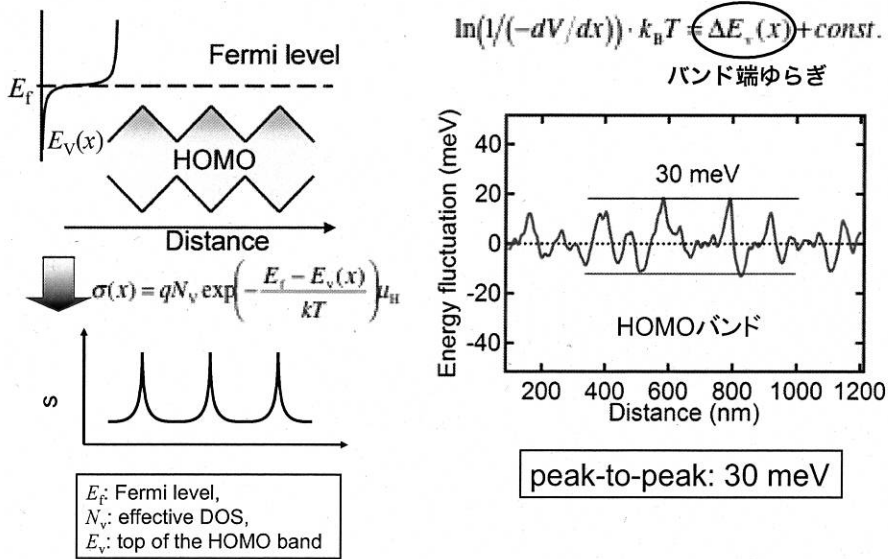 Fermi level
E_f
E_V(x)
HOMO
Distance
σ(x) = qN_v exp(-(E_f − E_v(x))/kT)μ_H
s
E_f: Fermi level,
N_v: effective DOS,
E_v: top of the HOMO band
ln(1/(-dV/dx))·k_BT = ΔE_v(x)+const.
バンド端ゆらぎ
Energy fluctuation (meV)
40
20
0
-20
-40
30 meV
HOMOバンド
200 400 600 800 1000 1200
Distance (nm)
peak-to-peak: 30 meV